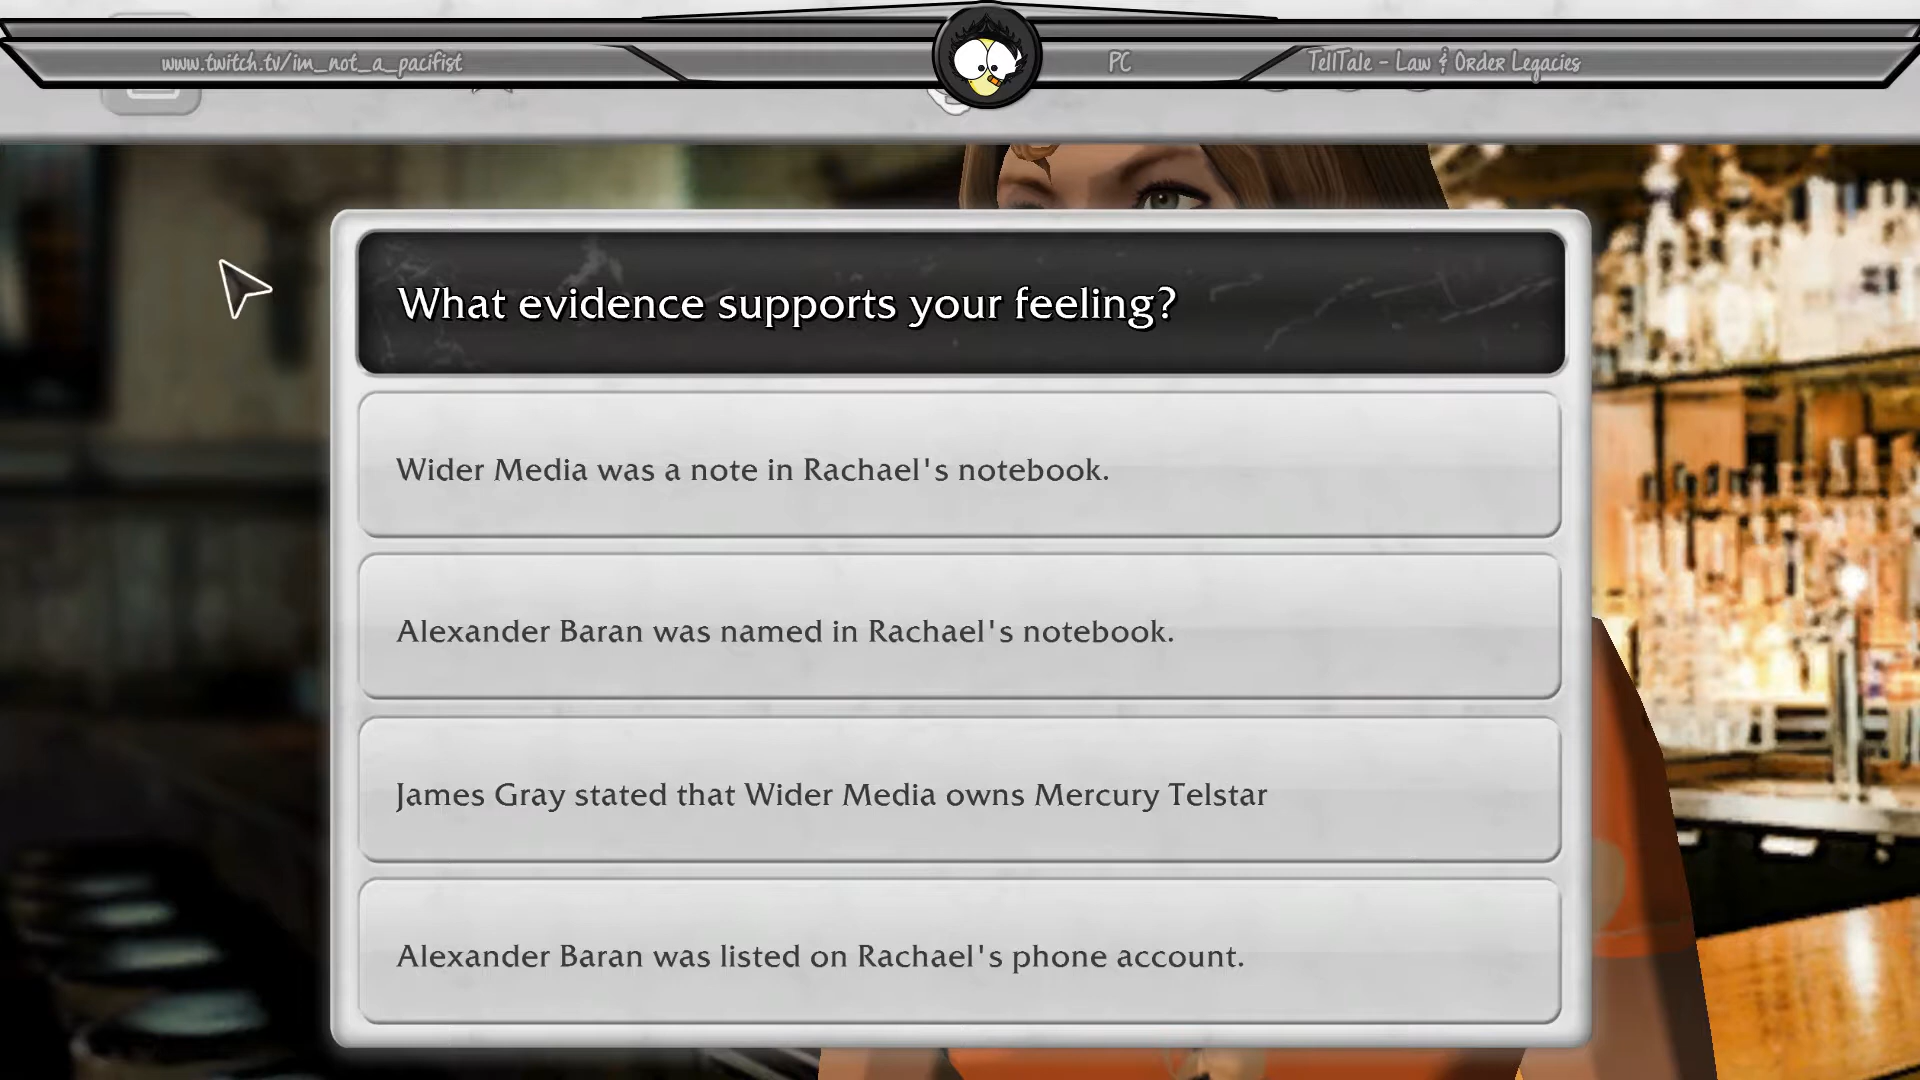 www.twitch.tv/im_not_a_pacifist
PC
TellTale - Law & Order Legacies
What evidence supports your feeling?
Wider Media was a note in Rachael's notebook.
Alexander Baran was named in Rachael's notebook.
James Gray stated that Wider Media owns Mercury Telstar
Alexander Baran was listed on Rachael's phone account.